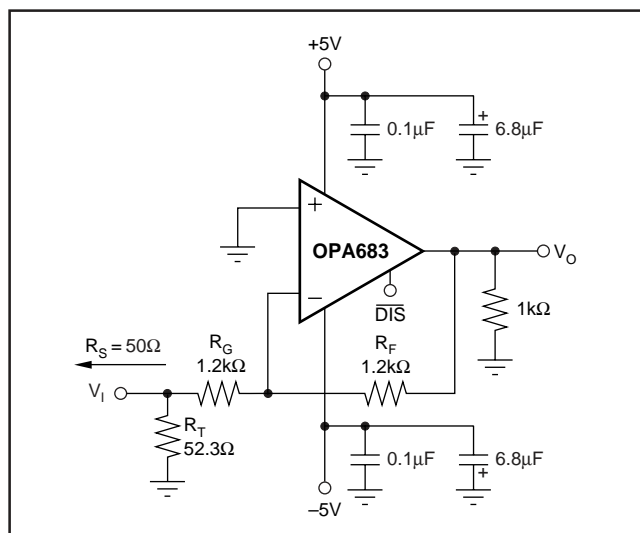 +5V
0.1μF
6.8μF
+
+
OPA683
V_O
−
DIS
1kΩ
R_S = 50Ω
R_G
1.2kΩ
R_F
1.2kΩ
V_I
R_T
52.3Ω
0.1μF
6.8μF
+
−5V